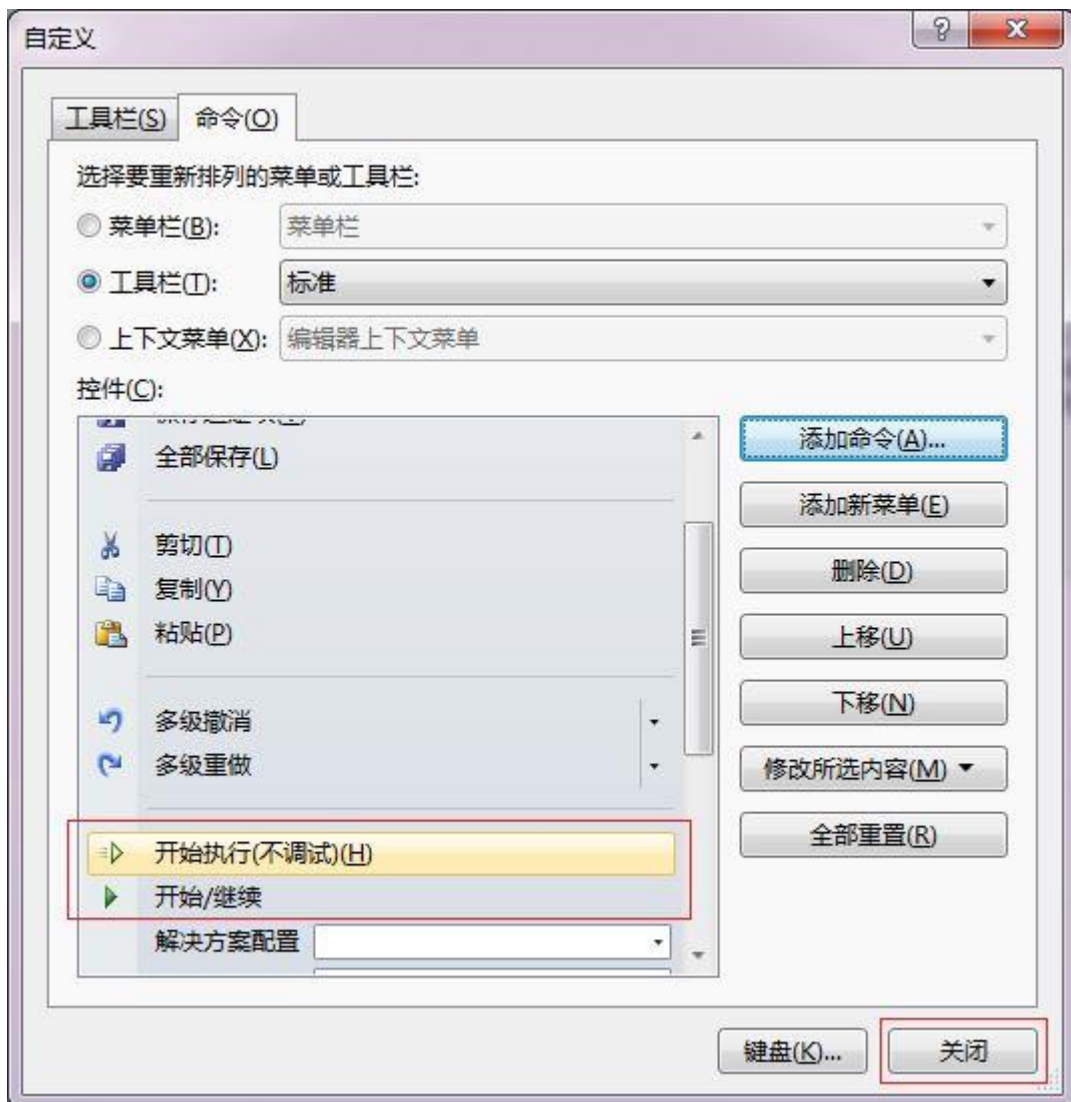 自定义
工具栏(S) 命令(O)
选择要重新排列的菜单或工具栏:
菜单栏(B): 菜单栏
工具栏(T): 标准
上下文菜单(X): 编辑器上下文菜单
控件(C):
全部保存(L)
剪切(T)
复制(Y)
粘贴(P)
多级撤消
多级重做
开始执行(不调试)(H)
开始/继续
解决方案配置
添加命令(A)...
添加新菜单(E)
删除(D)
上移(U)
下移(N)
修改所选内容(M)
全部重置(R)
键盘(K)... 关闭